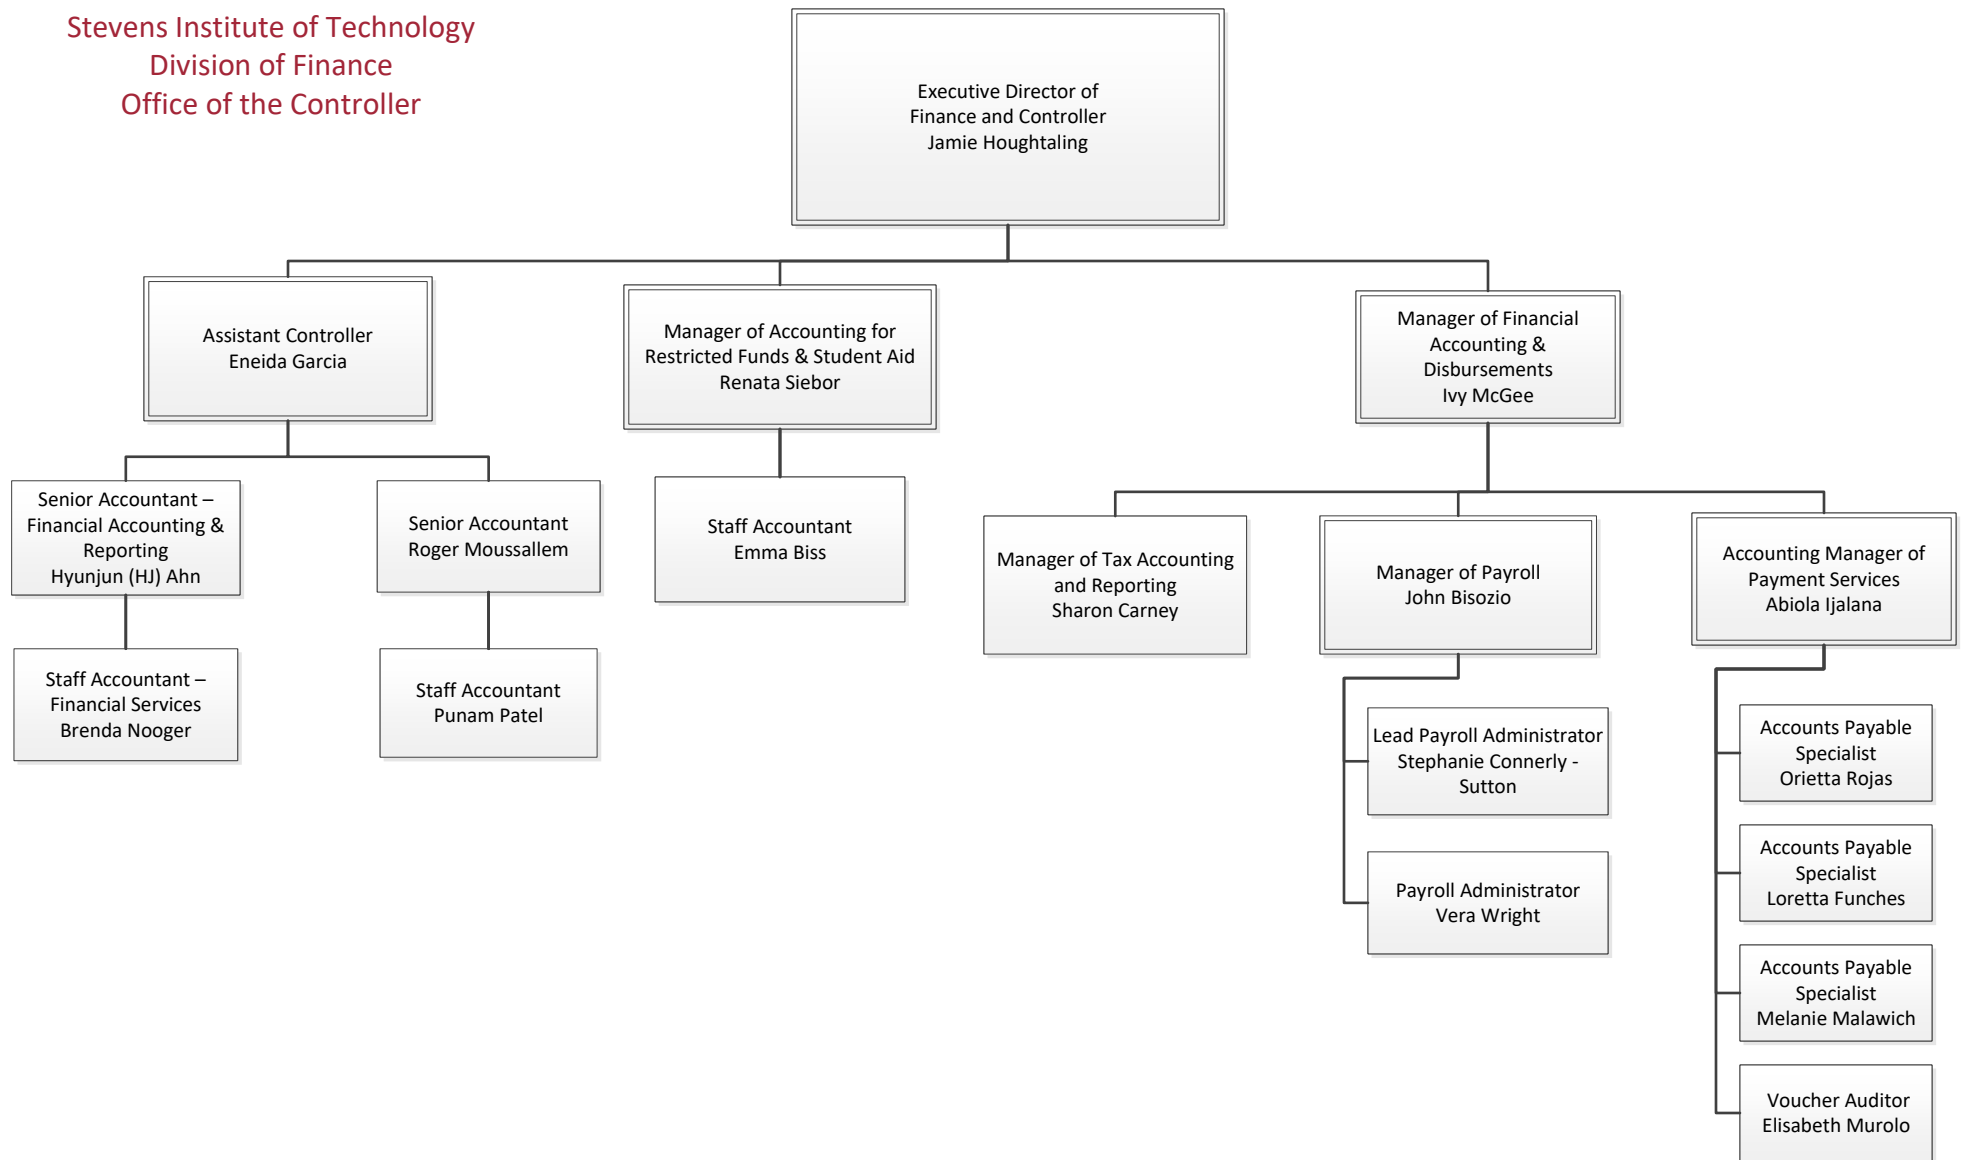 Stevens Institute of Technology
Division of Finance
Office of the Controller
Executive Director of
Finance and Controller
Jamie Houghtaling
Assistant Controller
Eneida Garcia
Manager of Accounting for
Restricted Funds & Student Aid
Renata Siebor
Manager of Financial
Accounting &
Disbursements
Ivy McGee
Senior Accountant –
Financial Accounting &
Reporting
Hyunjun (HJ) Ahn
Senior Accountant
Roger Moussallem
Staff Accountant
Emma Biss
Manager of Tax Accounting
and Reporting
Sharon Carney
Manager of Payroll
John Bisozio
Accounting Manager of
Payment Services
Abiola Ijalana
Staff Accountant –
Financial Services
Brenda Nooger
Staff Accountant
Punam Patel
Lead Payroll Administrator
Stephanie Connerly -
Sutton
Payroll Administrator
Vera Wright
Accounts Payable
Specialist
Orietta Rojas
Accounts Payable
Specialist
Loretta Funches
Accounts Payable
Specialist
Melanie Malawich
Voucher Auditor
Elisabeth Murolo